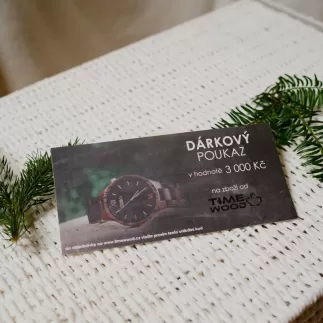 DÁRKOVÝ
POUKAZ
v hodnotě 3 000 Kč
na zboží od
TIME
WOOD